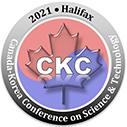 2021 • Halifax
CKC
Canada-Korea Conference on Science & Technology